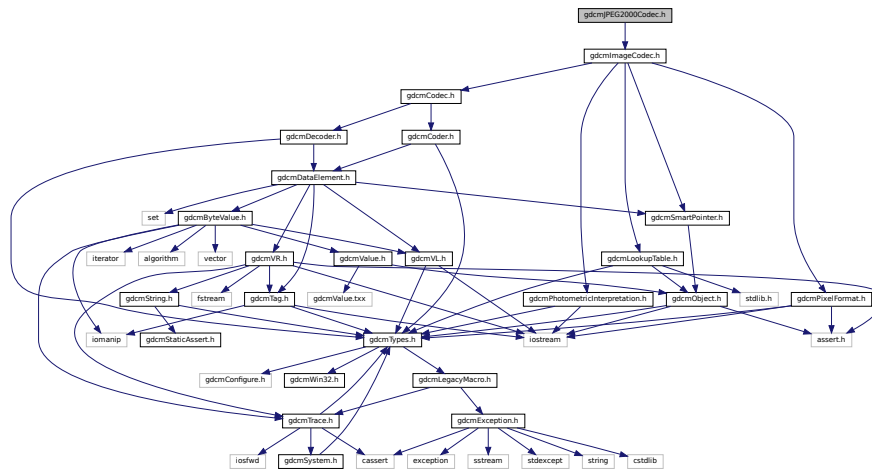 gdcmJPEG2000Codec.h
gdcmImageCodec.h
gdcmCodec.h
gdcmDecoder.h
gdcmCoder.h
gdcmDataElement.h
set
gdcmByteValue.h
gdcmSmartPointer.h
iterator
algorithm
vector
gdcmVR.h
gdcmValue.h
gdcmVL.h
gdcmLookupTable.h
gdcmString.h
fstream
gdcmTag.h
gdcmValue.txx
gdcmPhotometricInterpretation.h
gdcmObject.h
stdlib.h
gdcmPixelFormat.h
iomanip
gdcmStaticAssert.h
gdcmTypes.h
iostream
assert.h
gdcmConfigure.h
gdcmWin32.h
gdcmLegacyMacro.h
gdcmTrace.h
gdcmException.h
iosfwd
gdcmSystem.h
cassert
exception
sstream
stdexcept
string
cstdlib